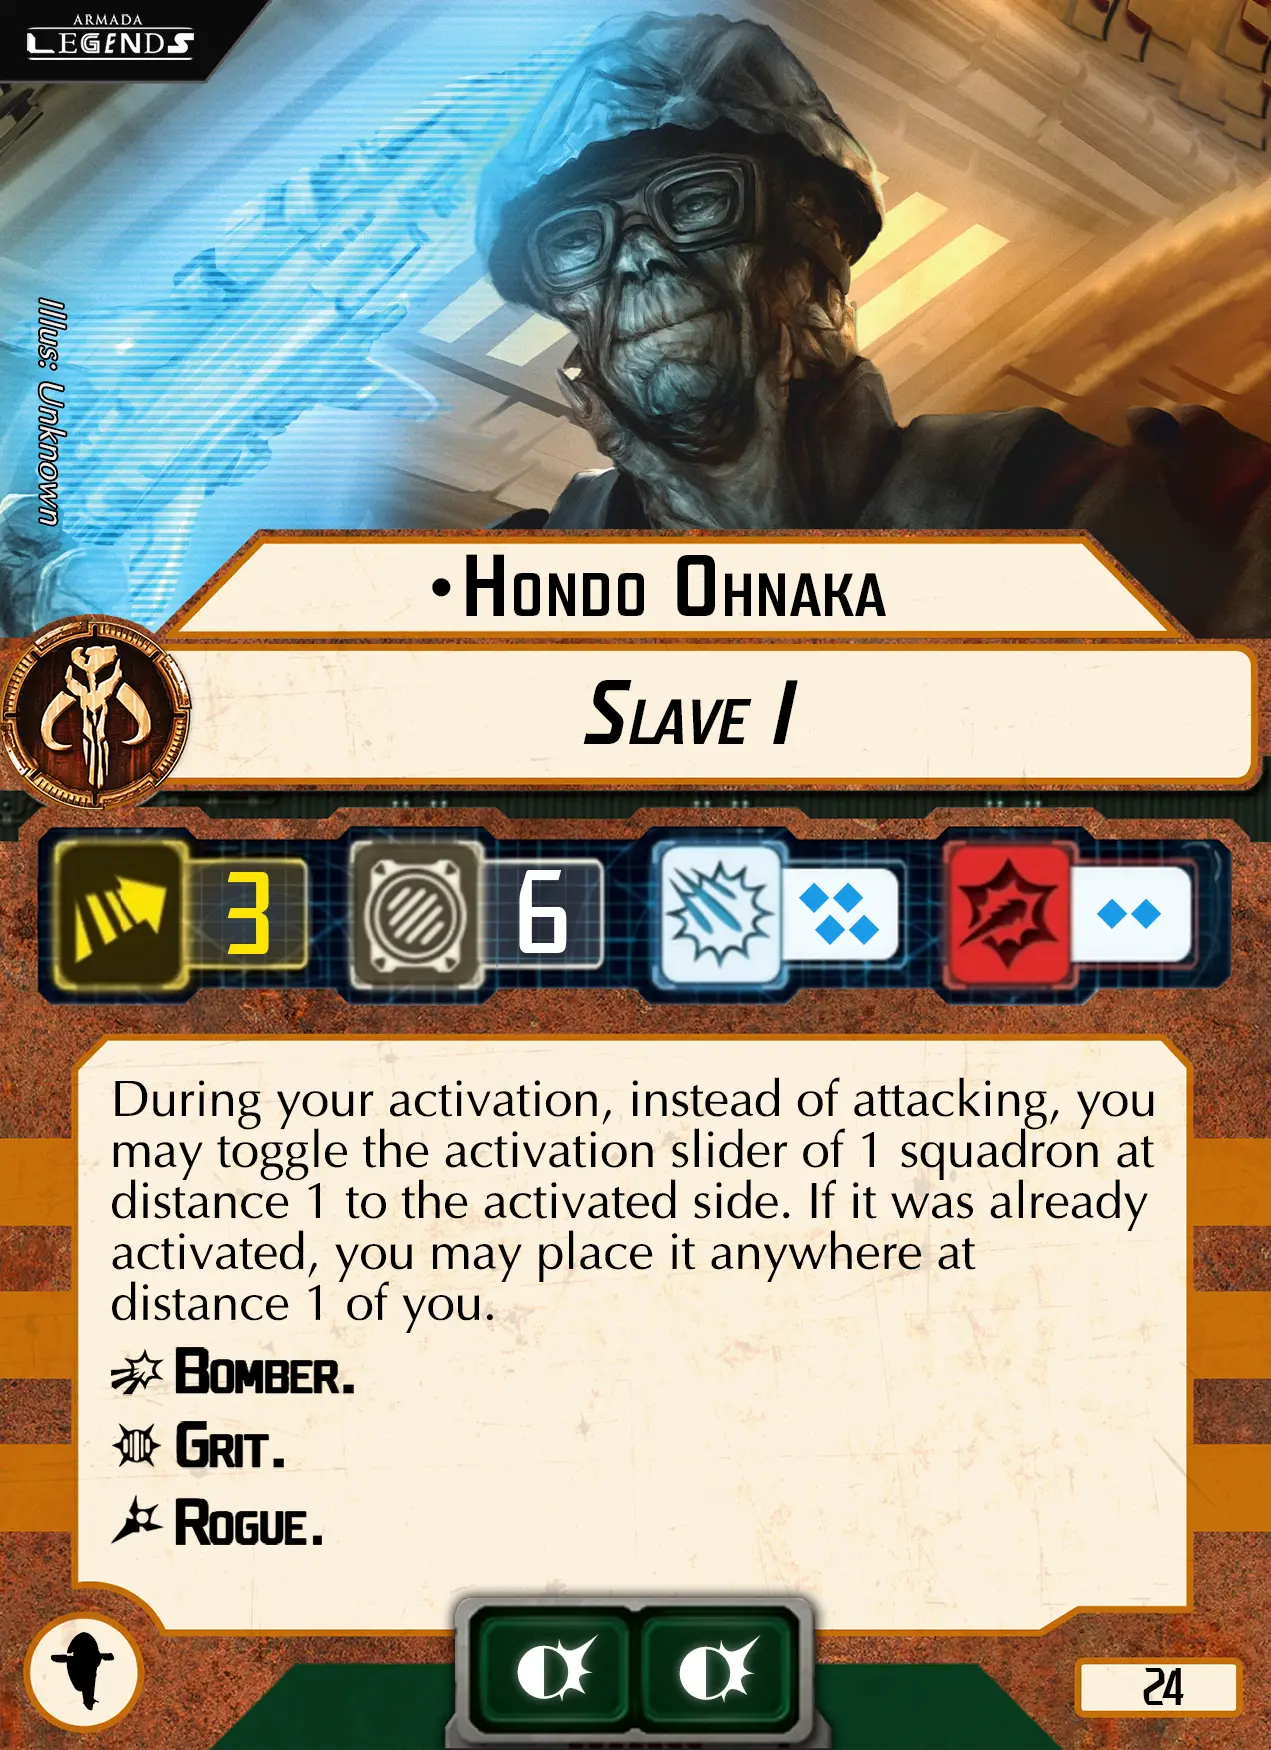 ARMADA
LEGENDS
Illus: Unknown
•Hondo Ohnaka
Slave I
3
6
During your activation, instead of attacking, you
may toggle the activation slider of 1 squadron at
distance 1 to the activated side. If it was already
activated, you may place it anywhere at
distance 1 of you.
Bomber.
Grit.
Rogue.
24